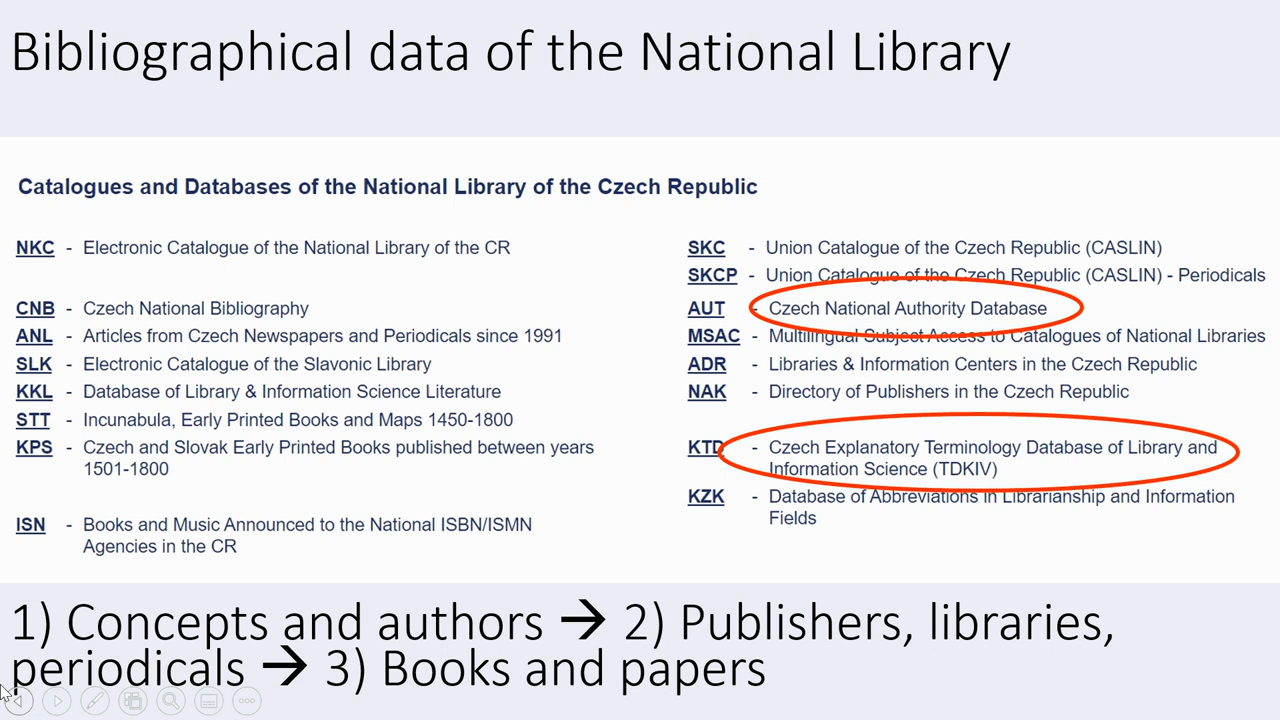 Bibliographical data of the National Library
Catalogues and Databases of the National Library of the Czech Republic
NKC - Electronic Catalogue of the National Library of the CR
CNB - Czech National Bibliography
ANL - Articles from Czech Newspapers and Periodicals since 1991
SLK - Electronic Catalogue of the Slavonic Library
KKL - Database of Library & Information Science Literature
STT - Incunabula, Early Printed Books and Maps 1450-1800
KPS - Czech and Slovak Early Printed Books published between years
1501-1800
ISN - Books and Music Announced to the National ISBN/ISMN
Agencies in the CR
SKC - Union Catalogue of the Czech Republic (CASLIN)
SKCP - Union Catalogue of the Czech Republic (CASLIN) - Periodicals
AUT - Czech National Authority Database
MSAC - Multilingual Subject Access to Catalogues of National Libraries
ADR - Libraries & Information Centers in the Czech Republic
NAK - Directory of Publishers in the Czech Republic
KTD - Czech Explanatory Terminology Database of Library and
Information Science (TDKIV)
KZK - Database of Abbreviations in Librarianship and Information
Fields
1) Concepts and authors → 2) Publishers, libraries,
periodicals → 3) Books and papers